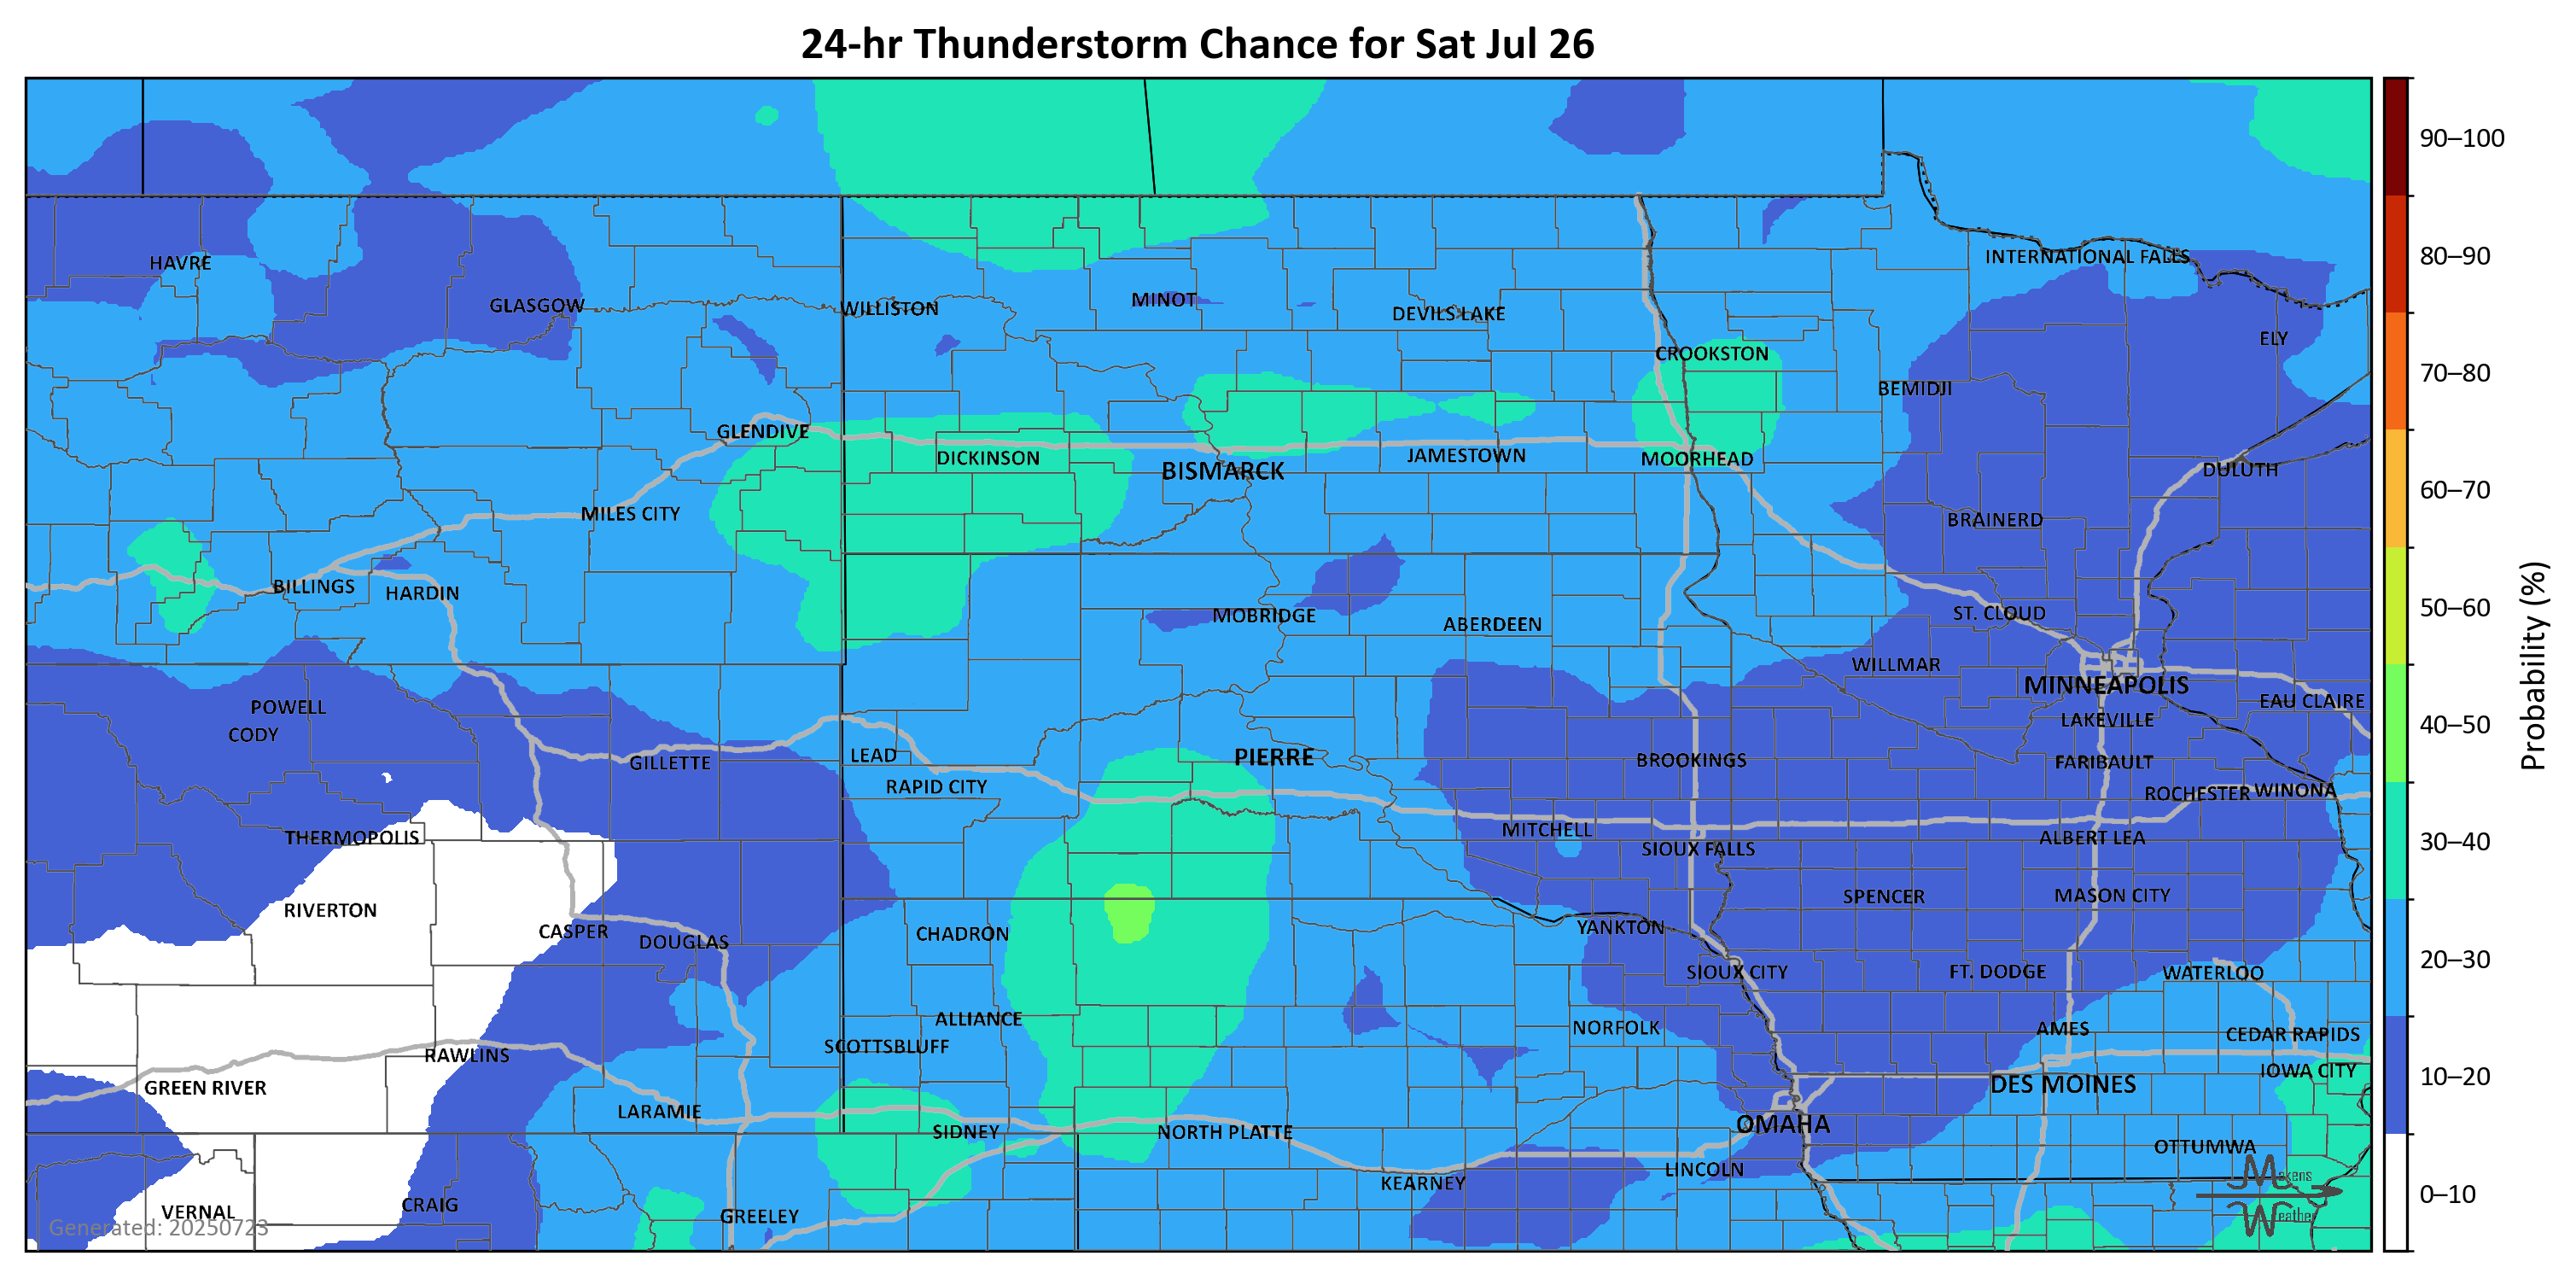 24-hr Thunderstorm Chance for Sat Jul 26
90–100
80–90
70–80
60–70
50–60
40–50
30–40
20–30
10–20
0–10
Probability (%)
INTERNATIONAL FALLS
HAVRE
GLASGOW
WILLISTON
MINOT
DEVILS LAKE
ELY
CROOKSTON
BEMIDJI
GLENDIVE
DICKINSON
BISMARCK
JAMESTOWN
MOORHEAD
DULUTH
MILES CITY
BRAINERD
BILLINGS
HARDIN
MOBRIDGE
ABERDEEN
ST. CLOUD
WILLMAR
MINNEAPOLIS
EAU CLAIRE
POWELL
LAKEVILLE
CODY
GILLETTE
LEAD
PIERRE
BROOKINGS
FARIBAULT
RAPID CITY
ROCHESTER
WINONA
THERMOPOLIS
MITCHELL
ALBERT LEA
SIOUX FALLS
SPENCER
MASON CITY
RIVERTON
CASPER
DOUGLAS
CHADRON
YANKTON
SIOUX CITY
FT. DODGE
WATERLOO
ALLIANCE
NORFOLK
AMES
CEDAR RAPIDS
SCOTTSBLUFF
RAWLINS
IOWA CITY
GREEN RIVER
DES MOINES
LARAMIE
SIDNEY
NORTH PLATTE
OMAHA
OTTUMWA
LINCOLN
KEARNEY
VERNAL
CRAIG
GREELEY
Makens
Weather
Generated: 20250723